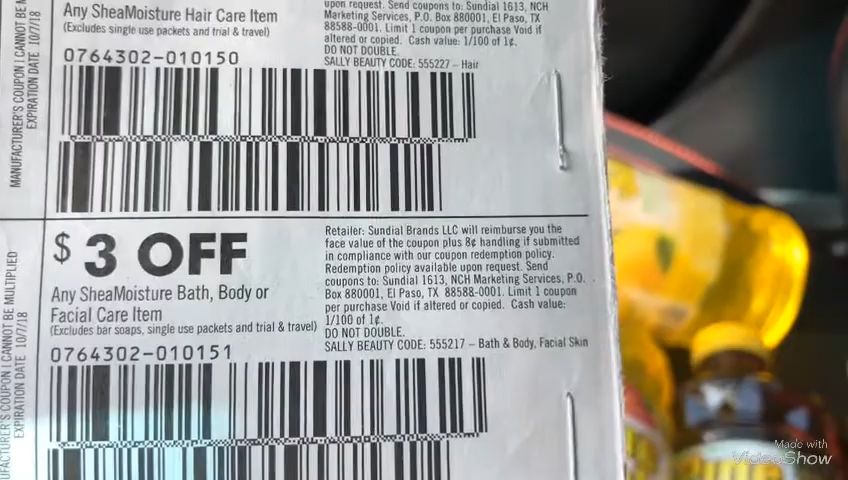 Any SheaMoisture Hair Care Item
(Excludes single use packets and trial & travel)
0764302-010150
upon request. Send coupons to: Sundial 1613, NCH
Marketing Services, P.O. Box 880001, El Paso, TX
88588-0001. Limit 1 coupon per purchase Void if
altered or copied. Cash value: 1/100 of 1¢.
DO NOT DOUBLE.
SALLY BEAUTY CODE: 555227 – Hair
MANUFACTURER'S COUPON | CANNOT BE
EXPIRATION DATE 10/7/18
$3 OFF
Any SheaMoisture Bath, Body or
Facial Care Item
(Excludes bar soaps, single use packets and trial & travel)
0764302-010151
Retailer: Sundial Brands LLC will reimburse you the
face value of the coupon plus 8¢ handling if submitted
in compliance with our coupon redemption policy.
Redemption policy available upon request. Send
coupons to: Sundial 1613, NCH Marketing Services, P.O.
Box 880001, El Paso, TX 88588-0001. Limit 1 coupon
per purchase Void if altered or copied. Cash value:
1/100 of 1¢.
DO NOT DOUBLE.
SALLY BEAUTY CODE: 555217 – Bath & Body, Facial Skin
UFACTURER'S COUPON | CANNOT BE MULTIPLIED
EXPIRATION DATE 10/7/18
Made with
VideoShow